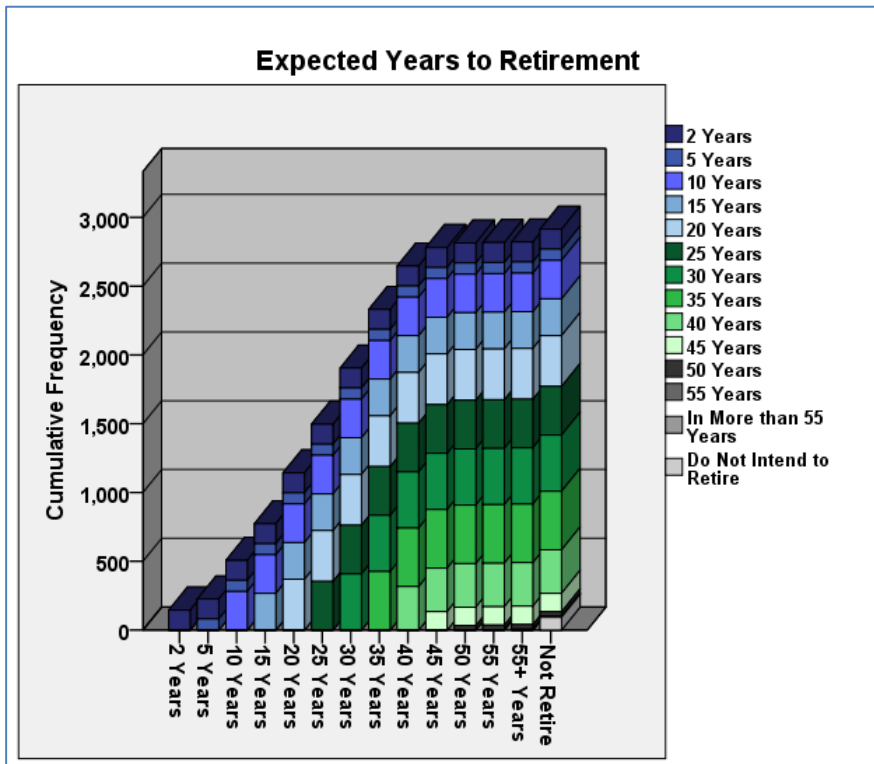 Expected Years to Retirement
Cumulative Frequency
3,000
2,500
2,000
1,500
1,000
500
0
2 Years
5 Years
10 Years
15 Years
20 Years
25 Years
30 Years
35 Years
40 Years
45 Years
50 Years
55 Years
55+ Years
Not Retire
2 Years
5 Years
10 Years
15 Years
20 Years
25 Years
30 Years
35 Years
40 Years
45 Years
50 Years
55 Years
In More than 55
Years
Do Not Intend to
Retire